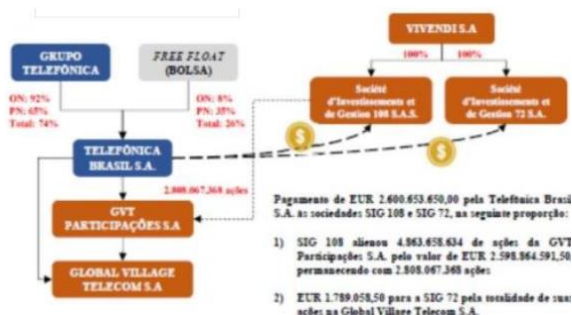 GRUPO
TELEFÔNICA
FREE FLOAT
(BOLSA)
VIVENDI S.A
100%
100%
ON: 92%
PN: 65%
Total: 74%
ON: 8%
PN: 35%
Total: 26%
Société
d'Investissements et
de Gestion 108 S.A.S.
Société
d'Investissements et
de Gestion 72 S.A.
$
$
TELEFÔNICA
BRASIL S.A.
2.808.067.368 ações
GVT
PARTICIPAÇÕES S.A
GLOBAL VILLAGE
TELECOM S.A
Pagamento de EUR 2.600.653.650,00 pela Telefônica Brasil
S.A. às sociedades SIG 108 e SIG 72, na seguinte proporção:
1) SIG 108 alienou 4.863.658.634 de ações da GVT
Participações S.A. pelo valor de EUR 2.598.864.591,50,
permanecendo com 2.808.067.368 ações
2) EUR 1.789.058,50 para a SIG 72 pela totalidade de suas
ações na Global Village Telecom S.A.